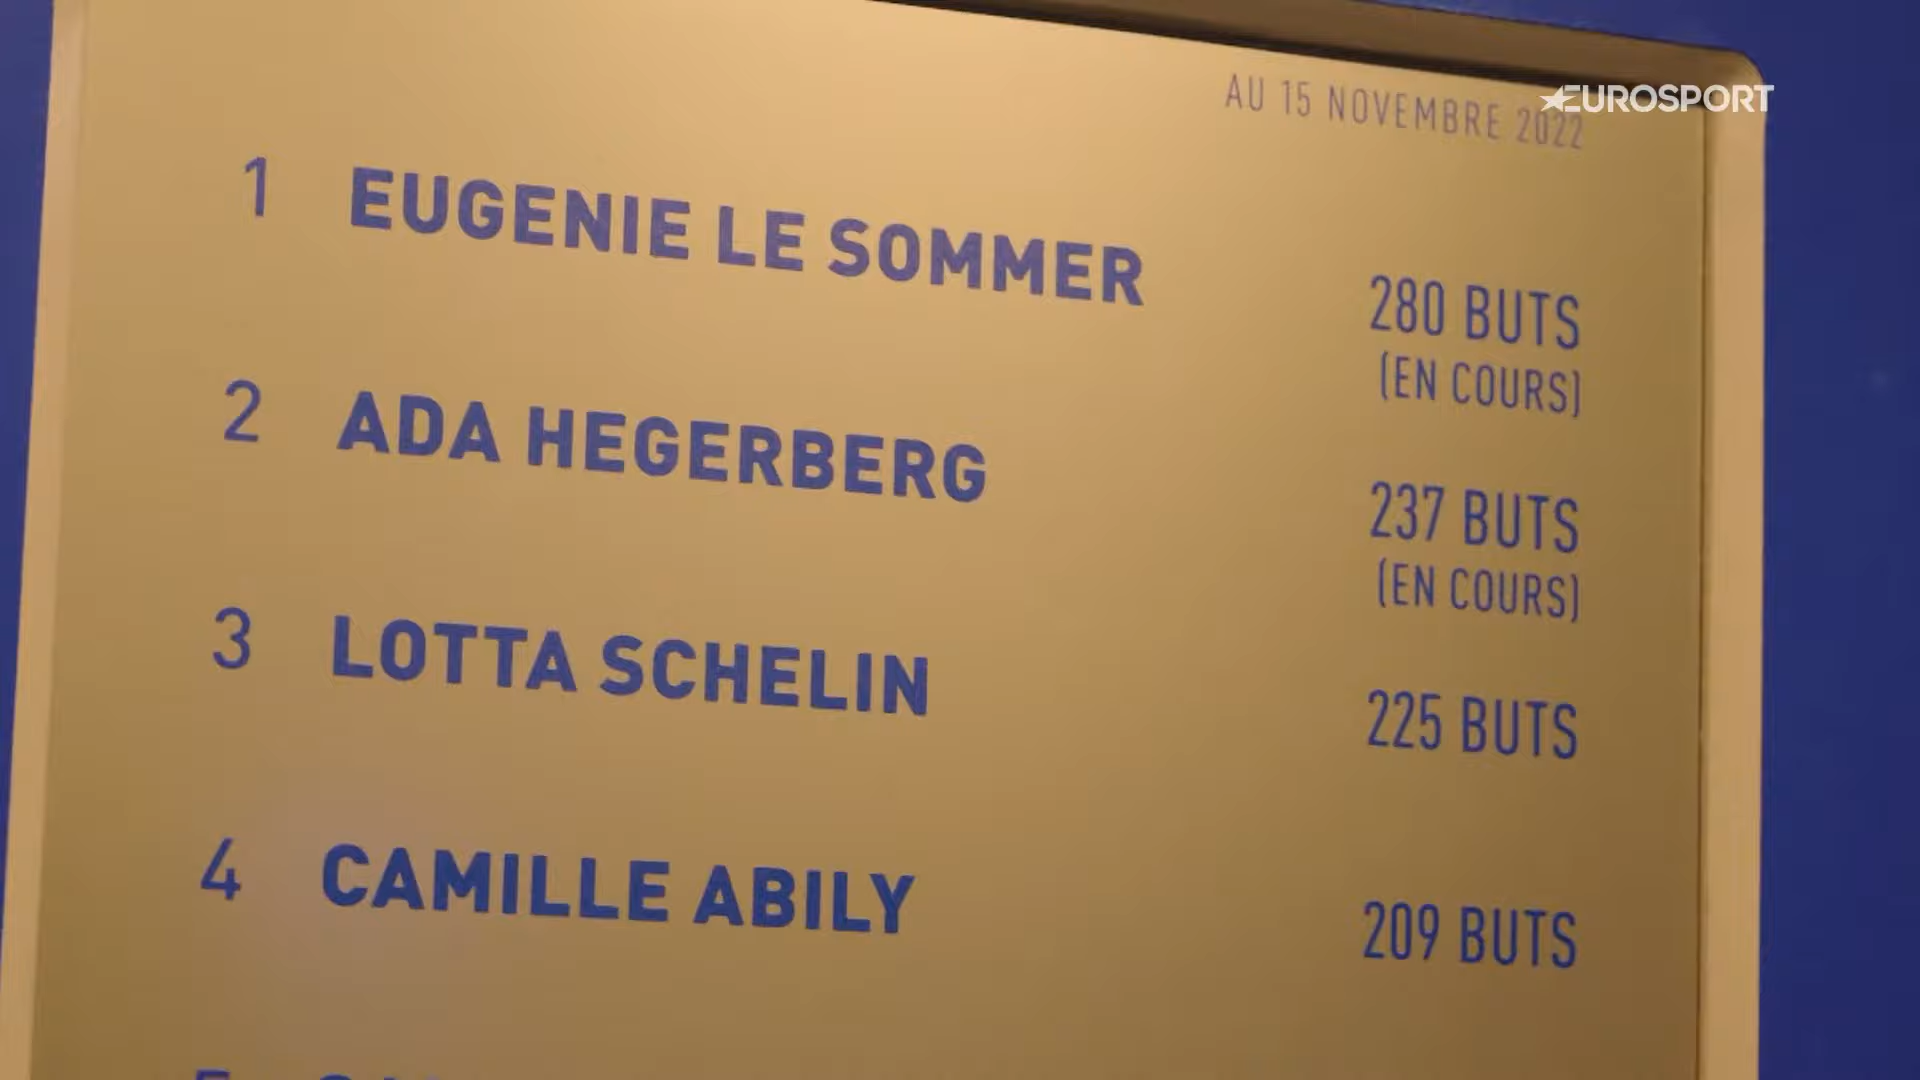 AU 15 NOVEMBRE 2022
EUROSPORT
1 EUGENIE LE SOMMER 280 BUTS
(EN COURS)
2 ADA HEGERBERG 237 BUTS
(EN COURS)
3 LOTTA SCHELIN 225 BUTS
4 CAMILLE ABILY 209 BUTS